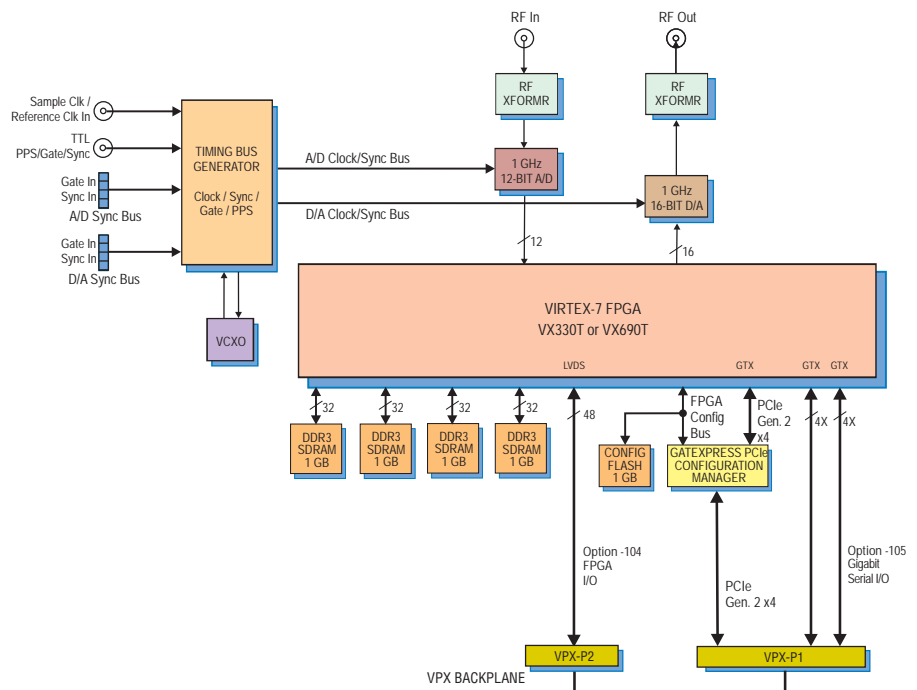 RF In
RF Out
RF
XFORMR
RF
XFORMR
Sample Clk /
Reference Clk In
TTL
PPS/Gate/Sync
Gate In
Sync In
A/D Sync Bus
Gate In
Sync In
D/A Sync Bus
TIMING BUS
GENERATOR
Clock / Sync /
Gate / PPS
VCXO
A/D Clock/Sync Bus
D/A Clock/Sync Bus
1 GHz
12-BIT A/D
1 GHz
16-BIT D/A
12
16
VIRTEX-7 FPGA
VX330T or VX690T
LVDS
GTX
GTX
GTX
32
32
32
32
48
FPGA
Config
Bus
PCIe
Gen. 2
x4
4X
4X
DDR3
SDRAM
1 GB
DDR3
SDRAM
1 GB
DDR3
SDRAM
1 GB
DDR3
SDRAM
1 GB
CONFIG
FLASH
1 GB
GATEXPRESS PCIe
CONFIGURATION
MANAGER
Option -104
FPGA
I/O
PCIe
Gen. 2 x4
Option -105
Gigabit
Serial I/O
VPX-P2
VPX-P1
VPX BACKPLANE